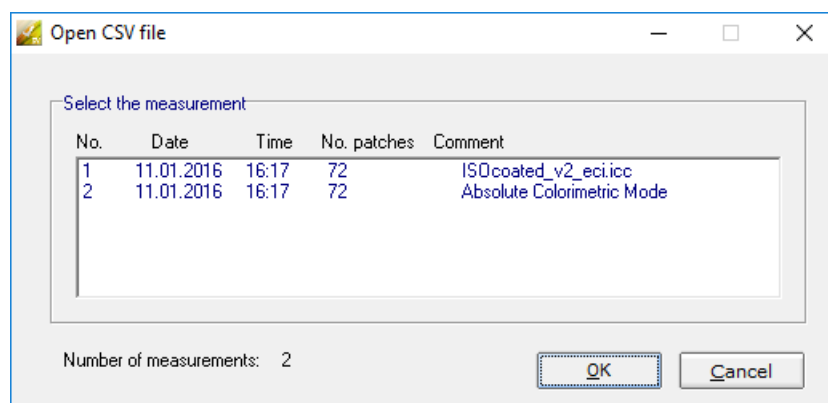 Open CSV file
Select the measurement
No. Date Time No. patches Comment
1 11.01.2016 16:17 72 ISOcoated_v2_eci.icc
2 11.01.2016 16:17 72 Absolute Colorimetric Mode
Number of measurements: 2
OK Cancel